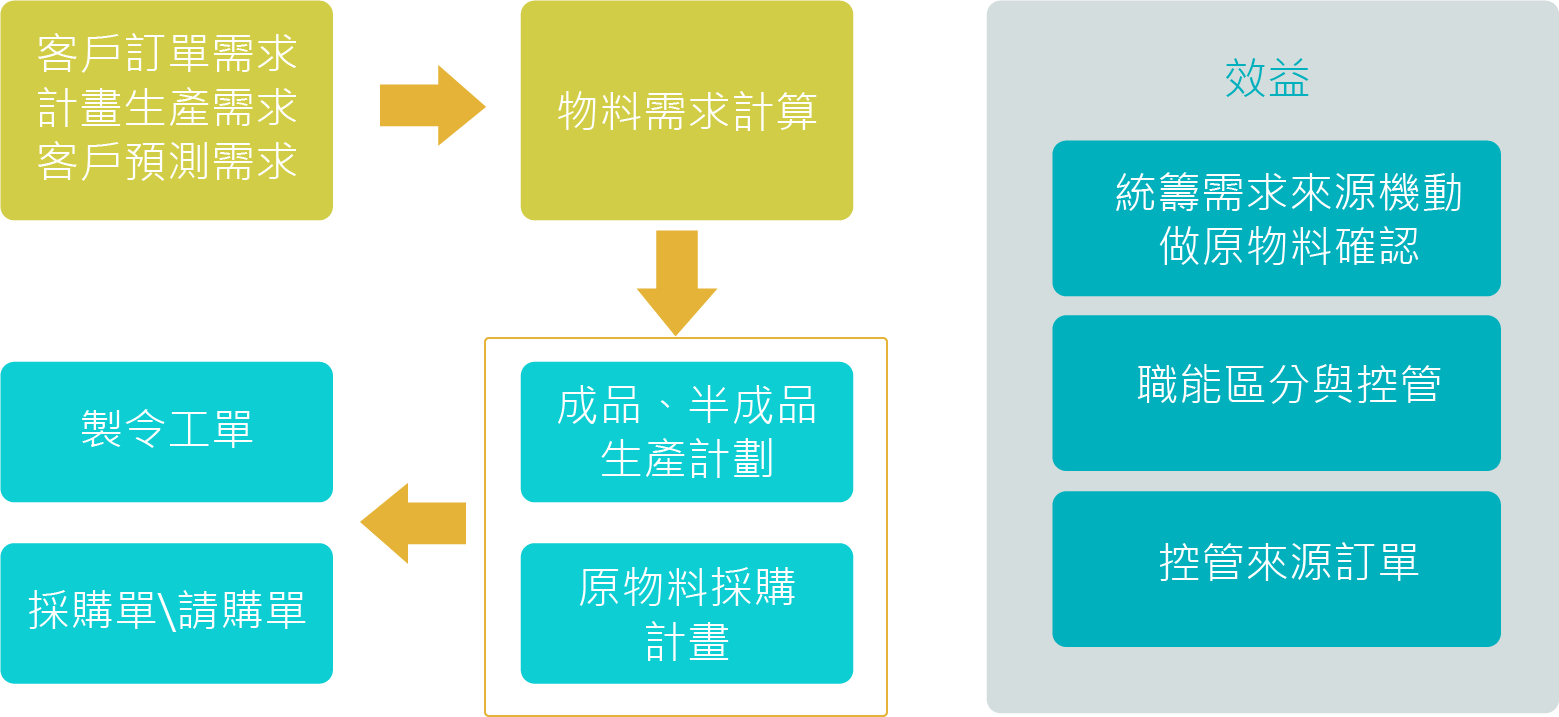 客戶訂單需求
計畫生產需求
客戶預測需求
物料需求計算
成品、半成品
生產計劃
原物料採購
計畫
製令工單
採購單\請購單
效益
統籌需求來源機動
做原物料確認
職能區分與控管
控管來源訂單